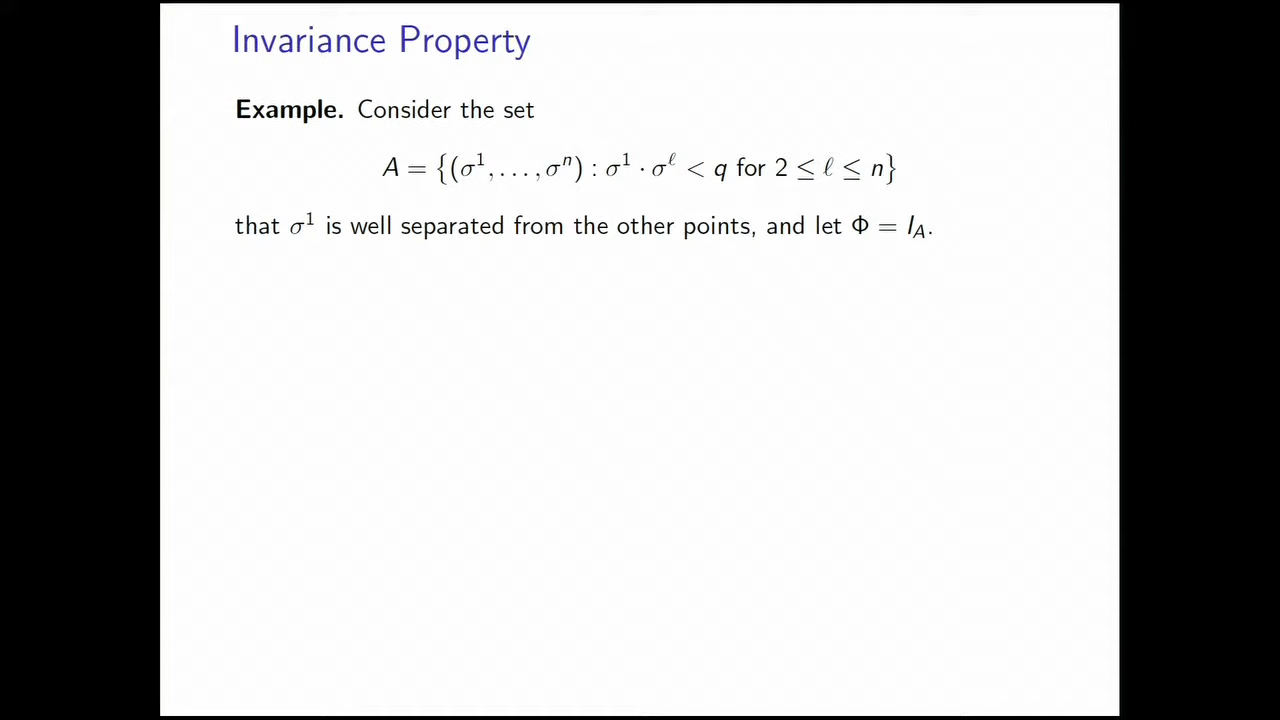 Invariance Property
Example. Consider the set
A = {(σ¹, . . . , σⁿ) : σ¹ · σ^ℓ < q for 2 ≤ ℓ ≤ n}
that σ¹ is well separated from the other points, and let Φ = I_A.